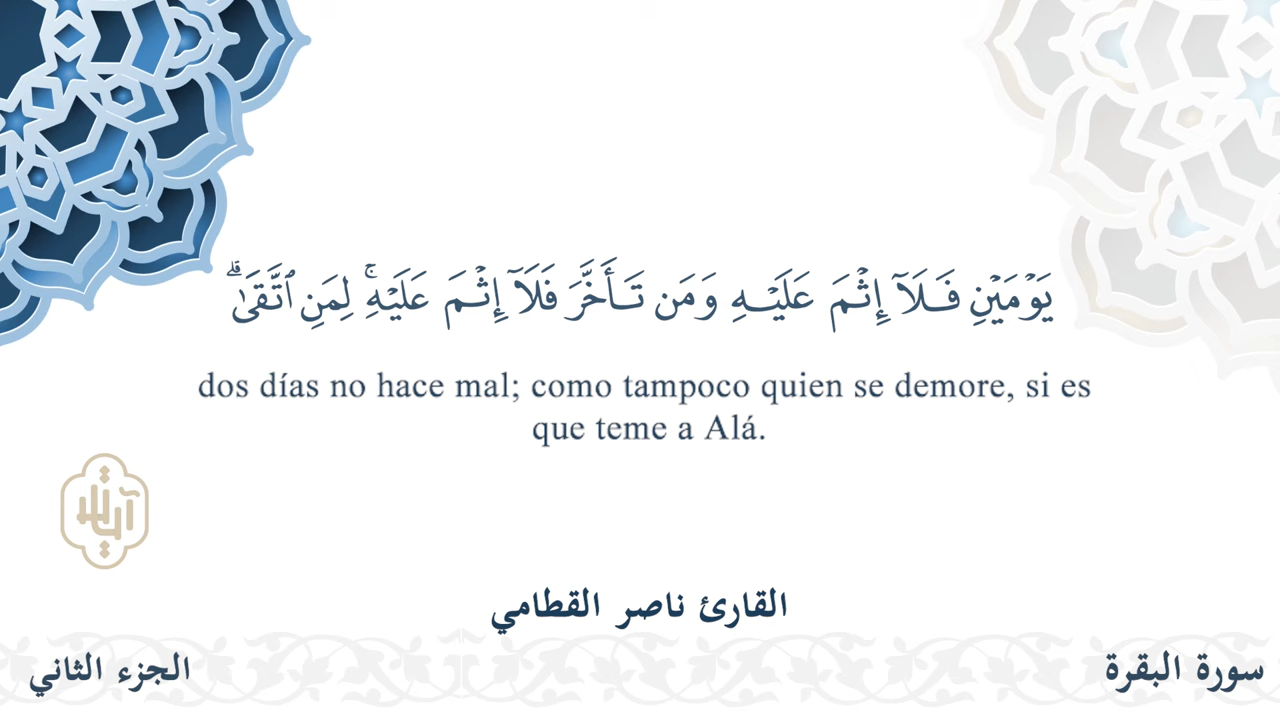 يَوۡمَيۡنِ فَلَآ إِثۡمَ عَلَيۡهِ وَمَن تَأَخَّرَ فَلَآ إِثۡمَ عَلَيۡهِۚ لِمَنِ ٱتَّقَىٰۗ
dos días no hace mal; como tampoco quien se demore, si es
que teme a Alá.
القارئ ناصر القطامي
سورة البقرة
الجزء الثاني